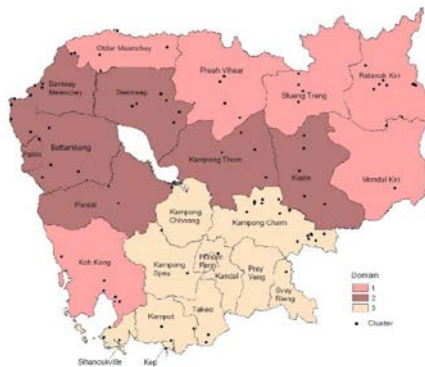 Otdar Meanchey
Banteay
Meanchey
Siemreap
Preah Vihear
Stueng Treng
Ratanak Kiri
Pailin
Battambang
Kampong Thom
Kratie
Mondul Kiri
Pursat
Kampong
Chhnang
Kampong Cham
Koh Kong
Kampong
Speu
Phnom
Penh
Kandal
Prey
Veng
Svay
Rieng
Kampot
Takeo
Sihanoukville
Kep
Domain
1
2
3
Cluster